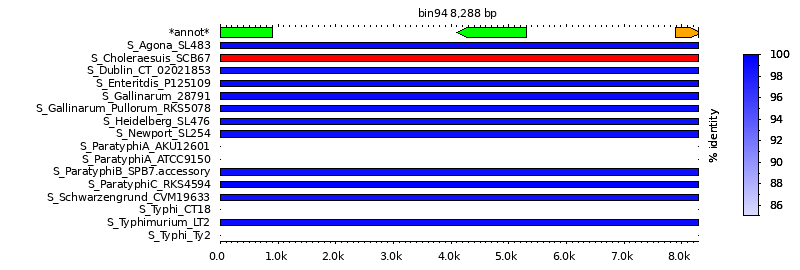 bin94 8,288 bp
*annot*
S_Agona_SL483
S_Choleraesuis_SCB67
S_Dublin_CT_02021853
S_Enteritdis_P125109
S_Gallinarum_28791
S_Gallinarum_Pullorum_RKS5078
S_Heidelberg_SL476
S_Newport_SL254
S_ParatyphiA_AKU12601
S_ParatyphiA_ATCC9150
S_ParatyphiB_SPB7.accessory
S_ParatyphiC_RKS4594
S_Schwarzengrund_CVM19633
S_Typhi_CT18
S_Typhimurium_LT2
S_Typhi_Ty2
0.0 1.0k 2.0k 3.0k 4.0k 5.0k 6.0k 7.0k 8.0k
% identity
100
98
96
94
92
90
88
86